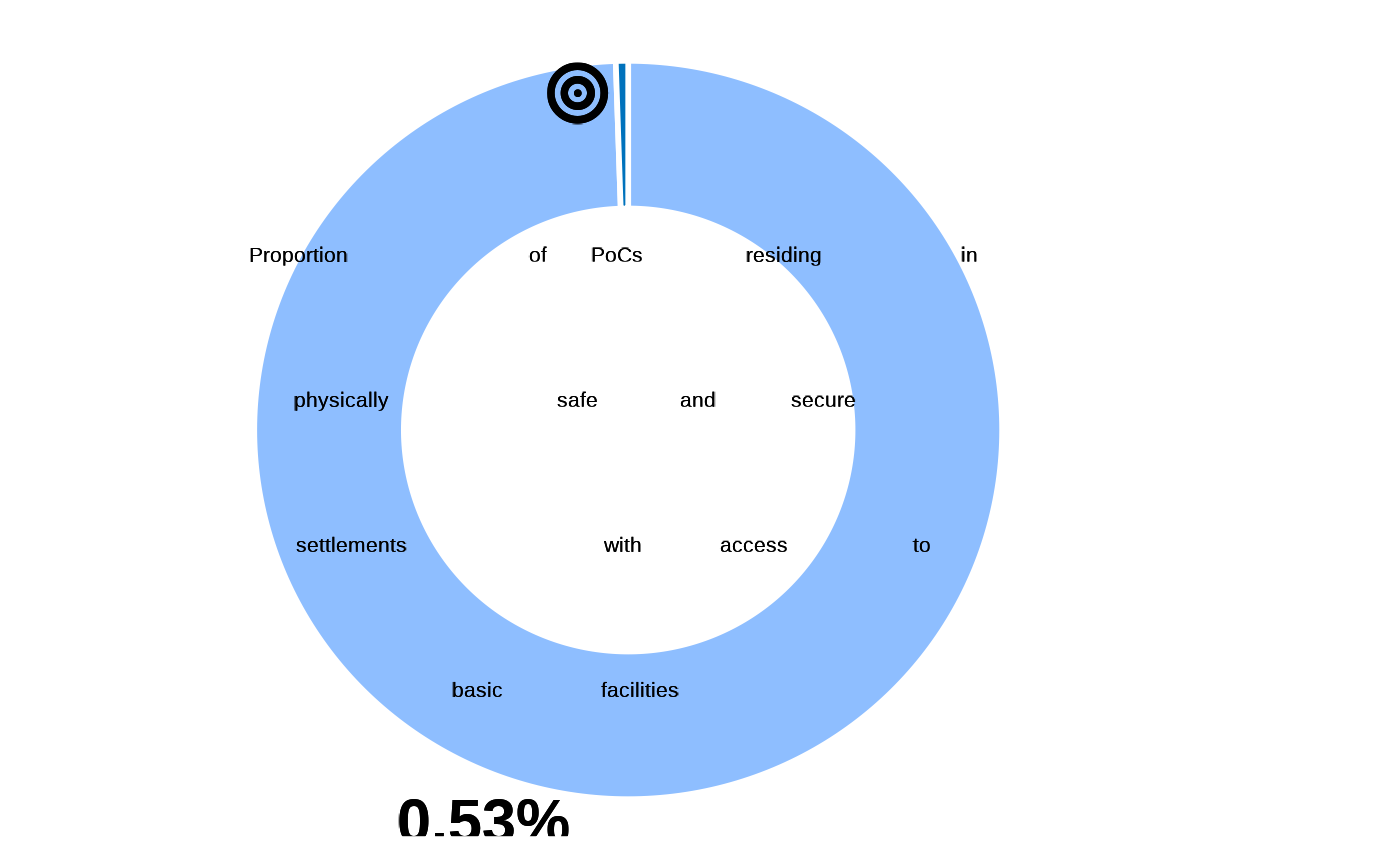 Proportion of PoCs residing in
physically safe and secure
settlements with access to
basic facilities
0.53%